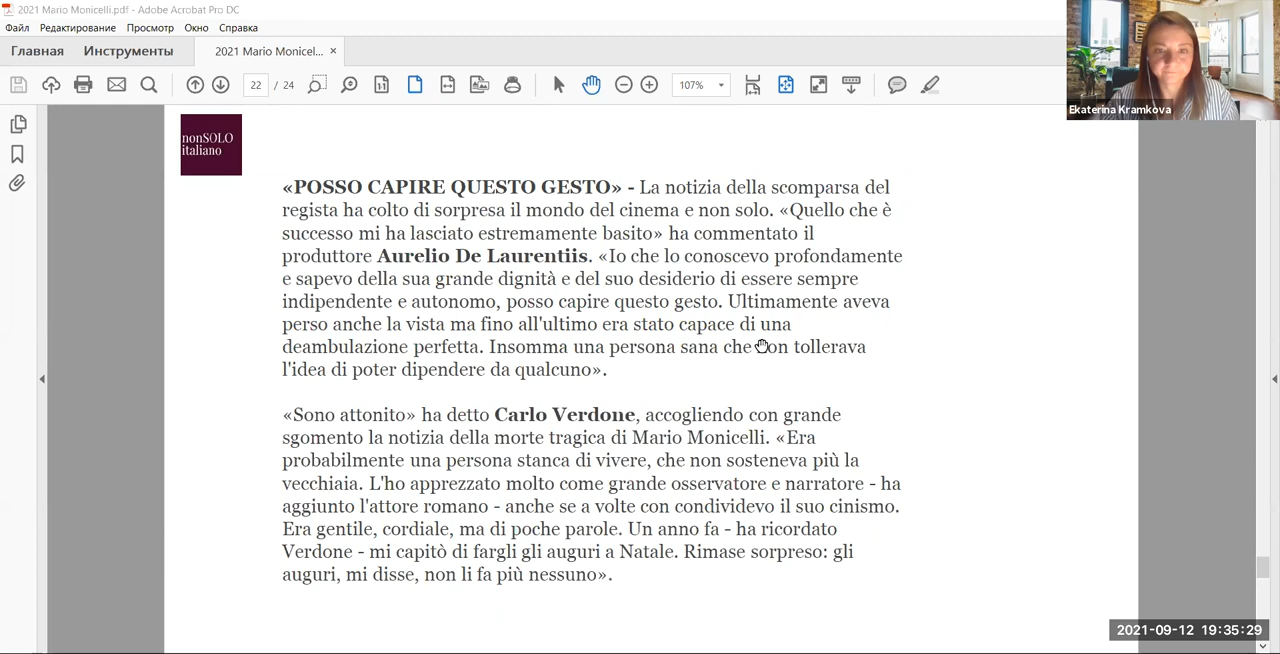 2021 Mario Monicelli.pdf - Adobe Acrobat Pro DC
Файл Редактирование Просмотр Окно Справка
Главная Инструменты 2021 Mario Monicel... ×
22 / 24 107%
Ekaterina Kramkova
nonSOLO
italiano
«POSSO CAPIRE QUESTO GESTO» - La notizia della scomparsa del
regista ha colto di sorpresa il mondo del cinema e non solo. «Quello che è
successo mi ha lasciato estremamente basito» ha commentato il
produttore Aurelio De Laurentiis. «Io che lo conoscevo profondamente
e sapevo della sua grande dignità e del suo desiderio di essere sempre
indipendente e autonomo, posso capire questo gesto. Ultimamente aveva
perso anche la vista ma fino all'ultimo era stato capace di una
deambulazione perfetta. Insomma una persona sana che non tollerava
l'idea di poter dipendere da qualcuno».
«Sono attonito» ha detto Carlo Verdone, accogliendo con grande
sgomento la notizia della morte tragica di Mario Monicelli. «Era
probabilmente una persona stanca di vivere, che non sosteneva più la
vecchiaia. L'ho apprezzato molto come grande osservatore e narratore - ha
aggiunto l'attore romano - anche se a volte con condividevo il suo cinismo.
Era gentile, cordiale, ma di poche parole. Un anno fa - ha ricordato
Verdone - mi capitò di fargli gli auguri a Natale. Rimase sorpreso: gli
auguri, mi disse, non li fa più nessuno».
2021-09-12 19:35:29